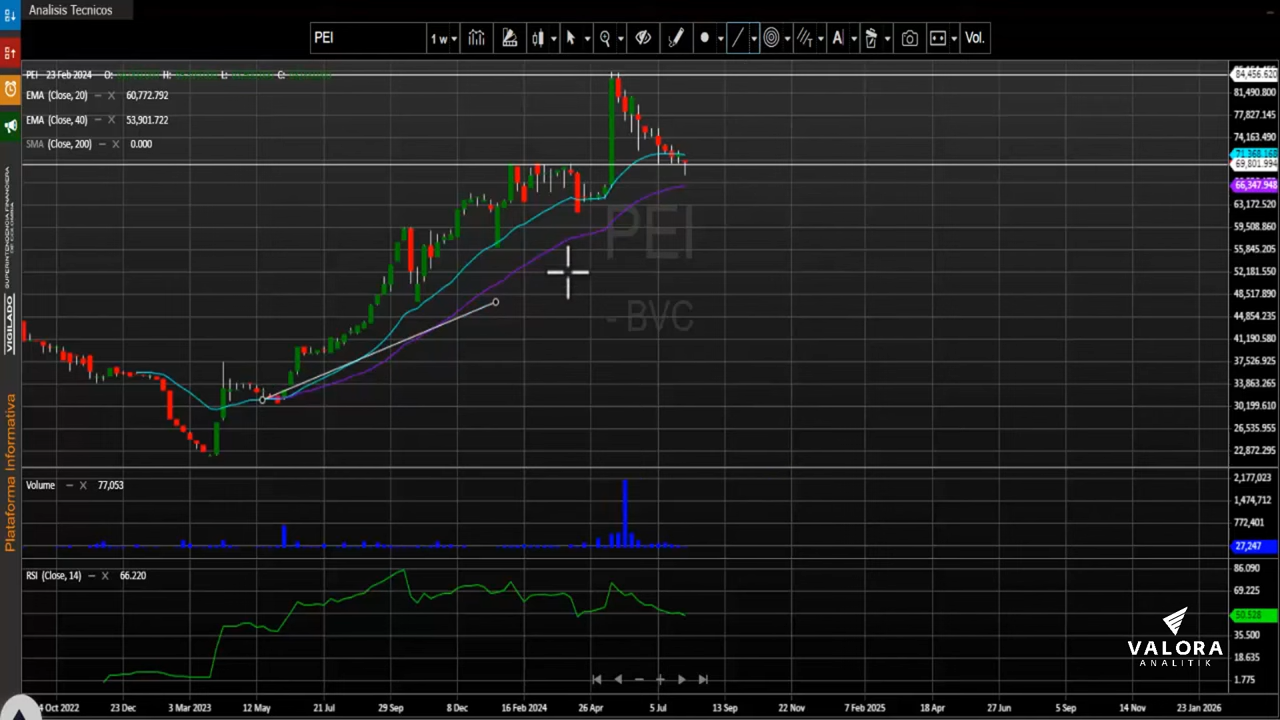 Analisis Tecnicos
PEI
1 w
A
Vol.
PEI 23 Feb 2024 O: H: L: C:
EMA (Close, 20) — X 60,772.792
EMA (Close, 40) — X 53,901.722
SMA (Close, 200) — X 0.000
84,456.620
81,490.800
77,827.145
74,163.490
69,801.994
66,347.948
63,172.525
59,508.860
55,845.205
52,181.550
48,517.890
44,854.235
41,190.580
37,526.925
33,863.265
30,199.610
26,535.955
22,872.295
PEI
- BVC
Volume — X 77,053
2,177,023
1,474,712
772,401
27,247
RSI (Close, 14) — X 66.220
86.090
69.225
50.528
35.500
18.635
1.775
VALORA
ANALITIK
4 Oct 2022 23 Dec 3 Mar 2023 12 May 21 Jul 29 Sep 8 Dec 16 Feb 2024 26 Apr 5 Jul 13 Sep 22 Nov 7 Feb 2025 18 Apr 27 Jun 5 Sep 14 Nov 23 Jan 2026
SUPERINTENDENCIA FINANCIERA
DE COLOMBIA
VIGILADO
Plataforma Informativa